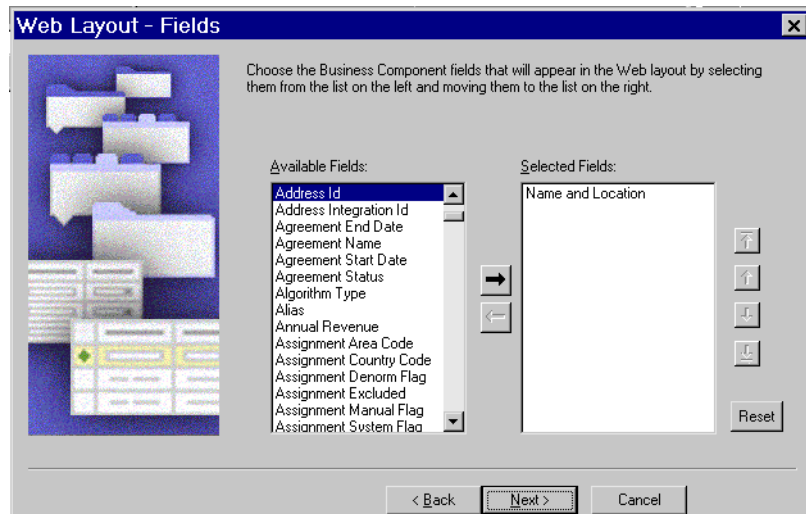 Web Layout - Fields
Choose the Business Component fields that will appear in the Web layout by selecting
them from the list on the left and moving them to the list on the right.
Available Fields:
Address Id
Address Integration Id
Agreement End Date
Agreement Name
Agreement Start Date
Agreement Status
Algorithm Type
Alias
Annual Revenue
Assignment Area Code
Assignment Country Code
Assignment Denorm Flag
Assignment Excluded
Assignment Manual Flag
Assignment System Flag
Selected Fields:
Name and Location
Reset
< Back
Next >
Cancel